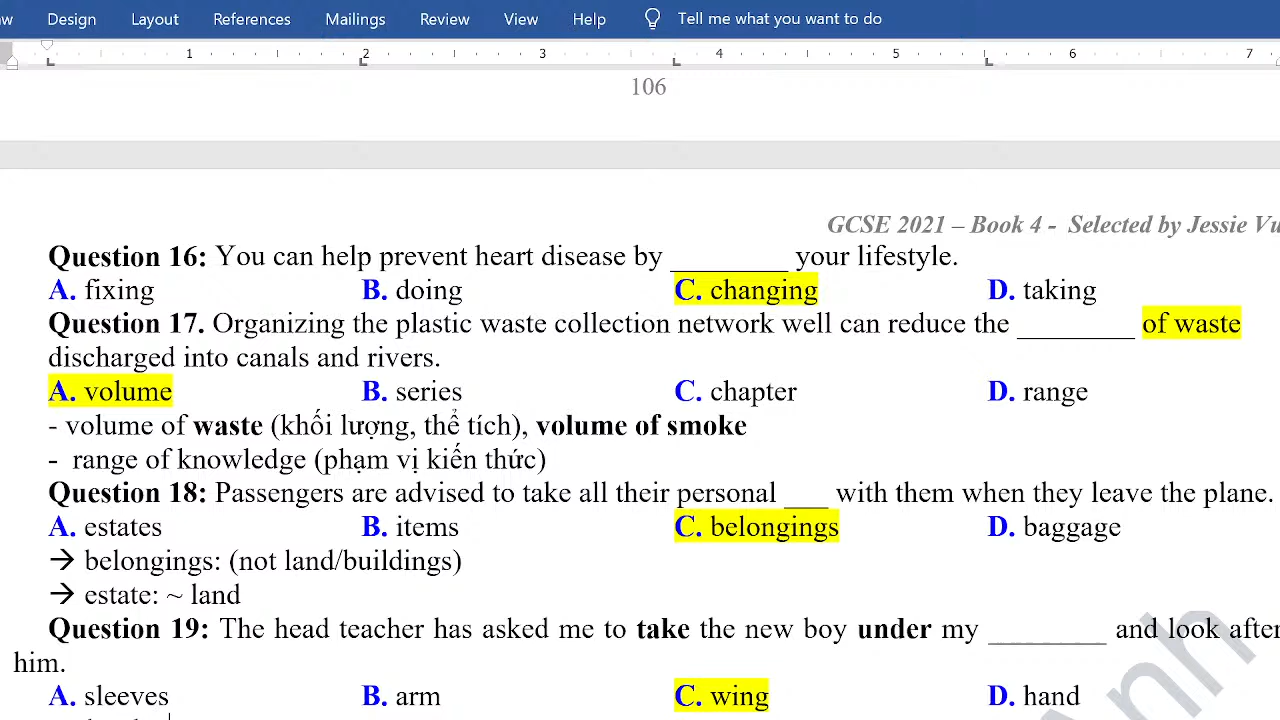 Design Layout References Mailings Review View Help Tell me what you want to do
1 2 3 4 5 6 7
106
GCSE 2021 – Book 4 - Selected by Jessie
Question 16: You can help prevent heart disease by ________ your lifestyle.
A. fixing B. doing C. changing D. taking
Question 17. Organizing the plastic waste collection network well can reduce the ________ of waste
discharged into canals and rivers.
A. volume B. series C. chapter D. range
- volume of waste (khối lượng, thể tích), volume of smoke
- range of knowledge (phạm vị kiến thức)
Question 18: Passengers are advised to take all their personal ___ with them when they leave the plane.
A. estates B. items C. belongings D. baggage
→ belongings: (not land/buildings)
→ estate: ~ land
Question 19: The head teacher has asked me to take the new boy under my ________ and look after
him.
A. sleeves B. arm C. wing D. hand